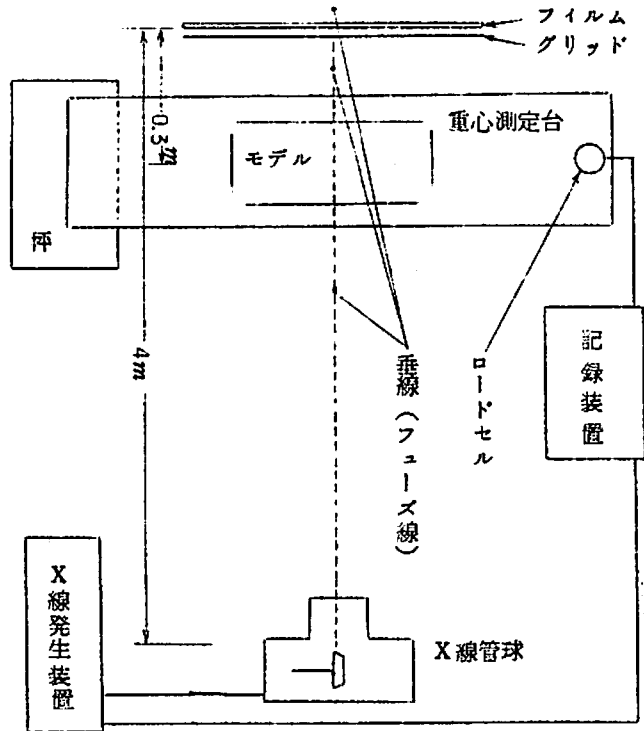 フィルム
グリッド
重心測定台
0.3m
モデル
秤
4m
垂線(フューズ線)
ロードセル
記録装置
X線発生装置
X線管球